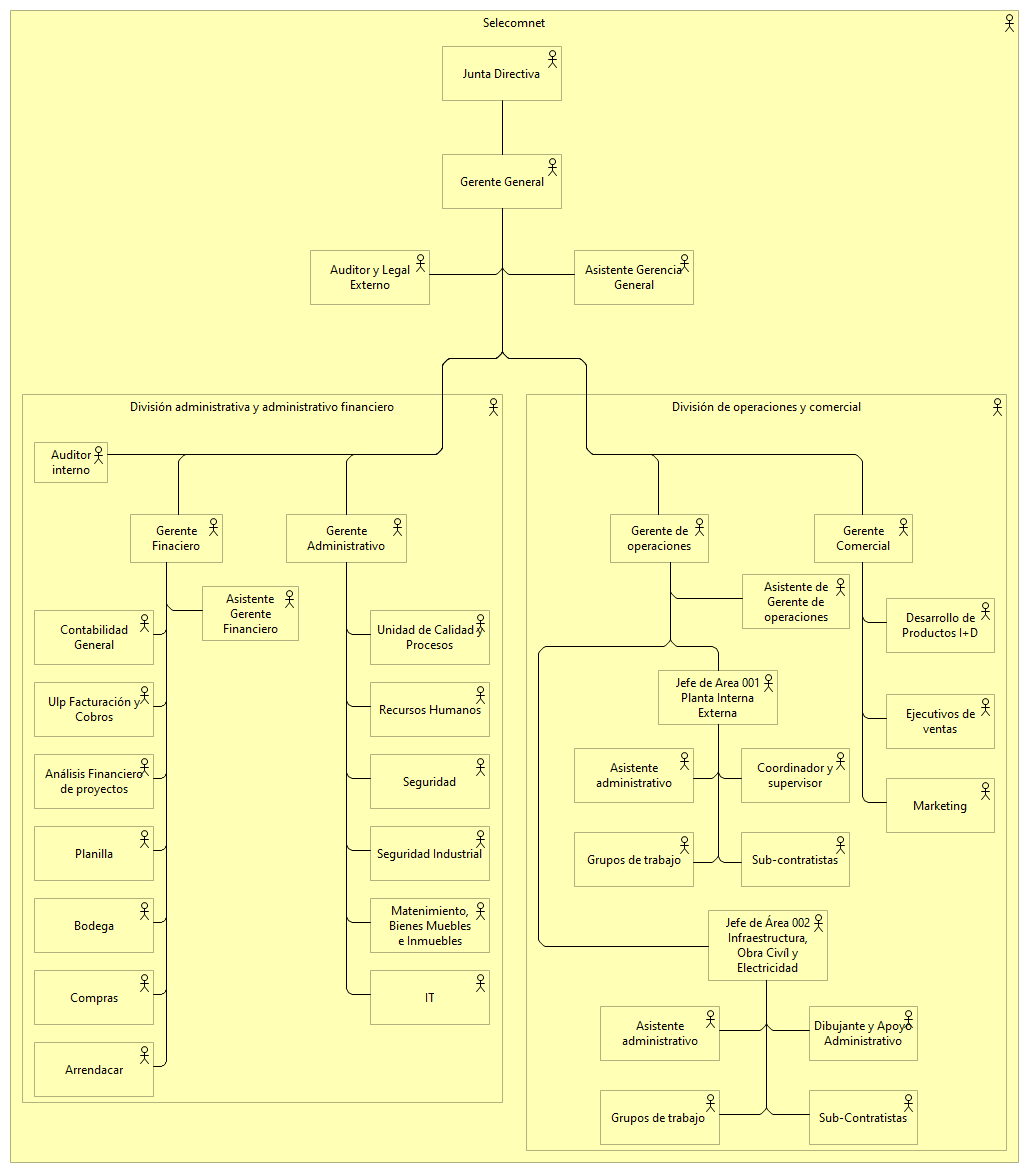 Selecomnet
Junta Directiva
Gerente General
Auditor y Legal
Externo
Asistente Gerencia
General
División administrativa y administrativo financiero
Auditor
interno
Gerente
Finaciero
Gerente
Administrativo
Asistente
Gerente
Financiero
Contabilidad
General
Ulp Facturación y
Cobros
Análisis Financiero
de proyectos
Planilla
Bodega
Compras
Arrendacar
Unidad de Calidad y
Procesos
Recursos Humanos
Seguridad
Seguridad Industrial
Matenimiento,
Bienes Muebles
e Inmuebles
IT
División de operaciones y comercial
Gerente de
operaciones
Gerente
Comercial
Asistente de
Gerente de
operaciones
Desarrollo de
Productos I+D
Ejecutivos de
ventas
Marketing
Jefe de Area 001
Planta Interna
Externa
Asistente
administrativo
Coordinador y
supervisor
Grupos de trabajo
Sub-contratistas
Jefe de Área 002
Infraestructura,
Obra Civíl y
Electricidad
Asistente
administrativo
Dibujante y Apoyo
Administrativo
Grupos de trabajo
Sub-Contratistas